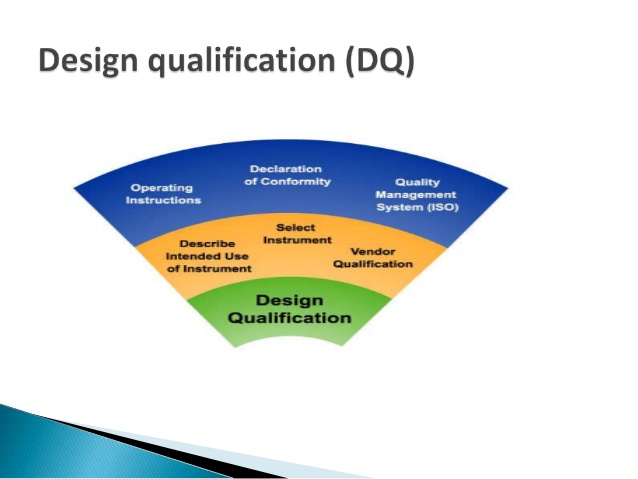 Design qualification (DQ)
Operating
Instructions
Declaration
of Conformity
Quality
Management
System (ISO)
Describe
Intended Use
of Instrument
Select
Instrument
Vendor
Qualification
Design
Qualification